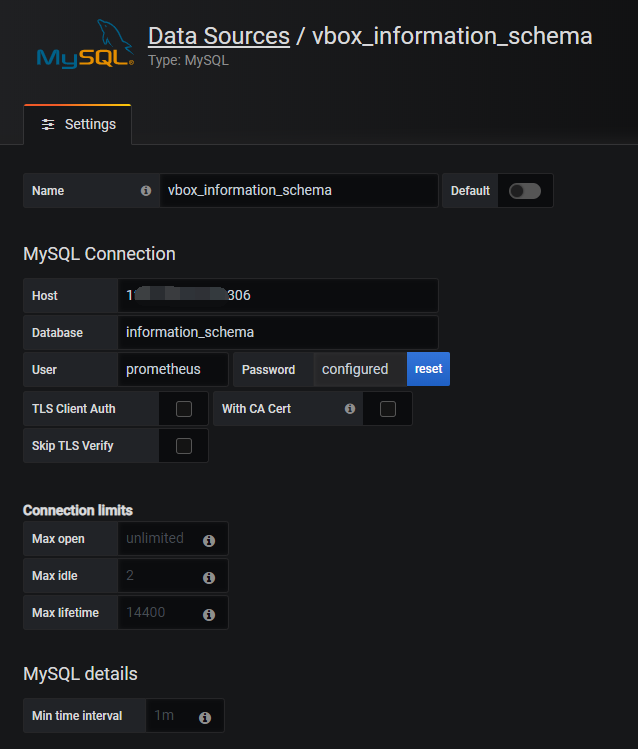 MySQL®
Data Sources / vbox_information_schema
Type: MySQL
Settings
Name vbox_information_schema Default
MySQL Connection
Host 1 306
Database information_schema
User prometheus Password configured reset
TLS Client Auth With CA Cert
Skip TLS Verify
Connection limits
Max open unlimited
Max idle 2
Max lifetime 14400
MySQL details
Min time interval 1m